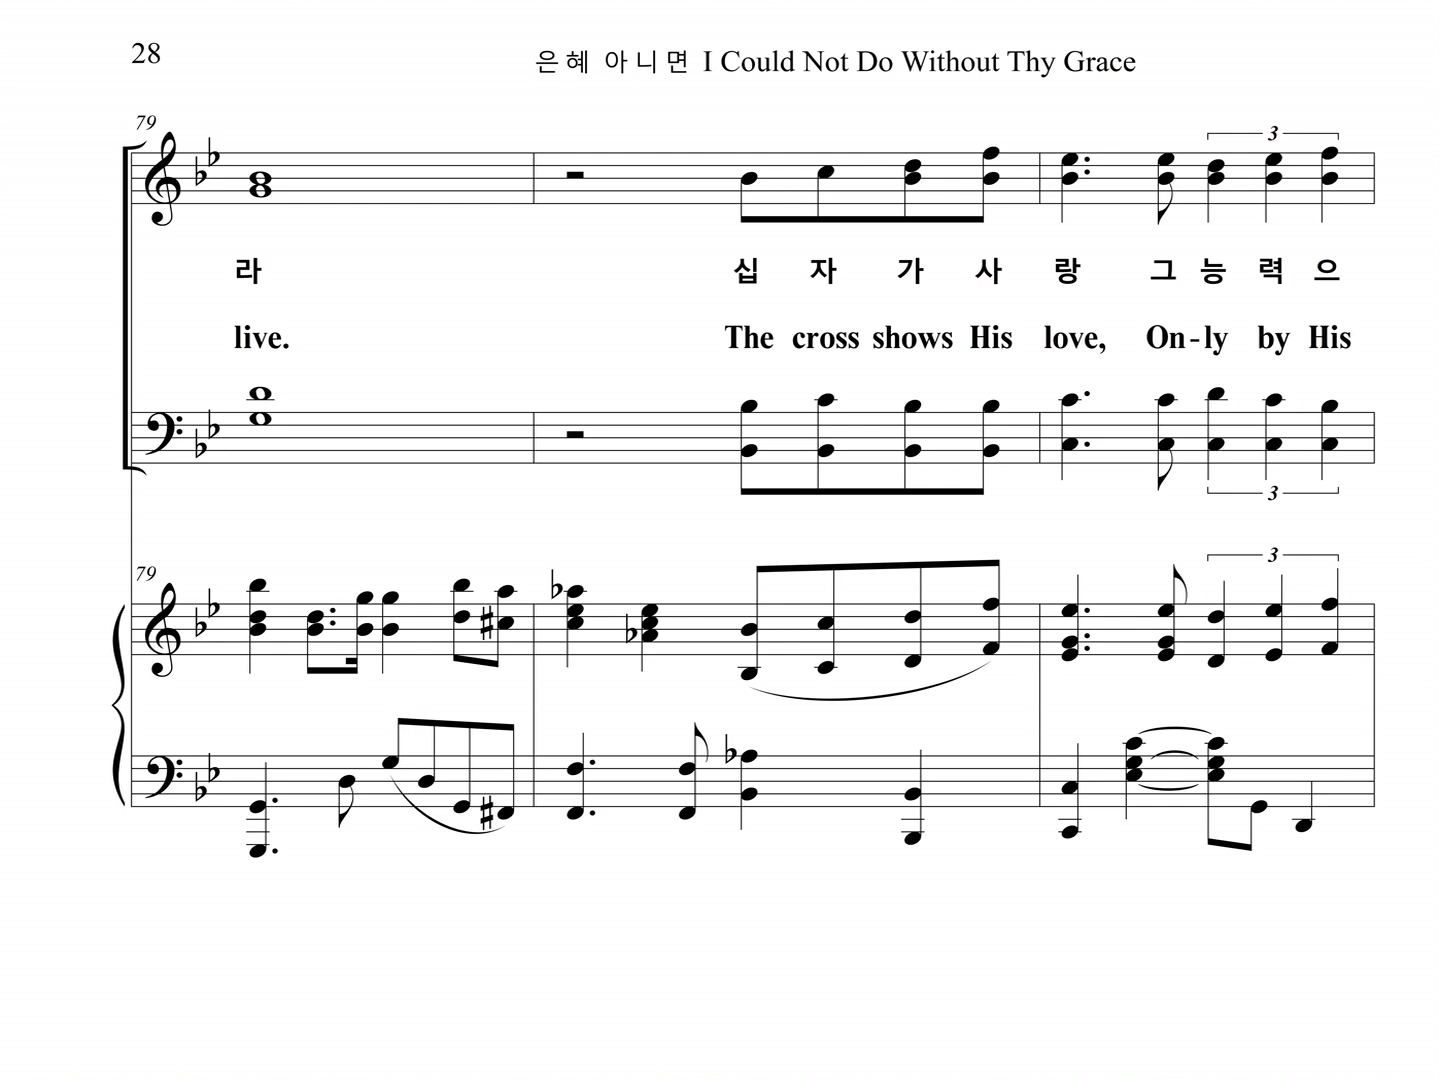 28
은혜 아니면 I Could Not Do Without Thy Grace
79
3
라 십 자 가 사 랑 그 능 력 으
live. The cross shows His love, On-ly by His
3
79
3